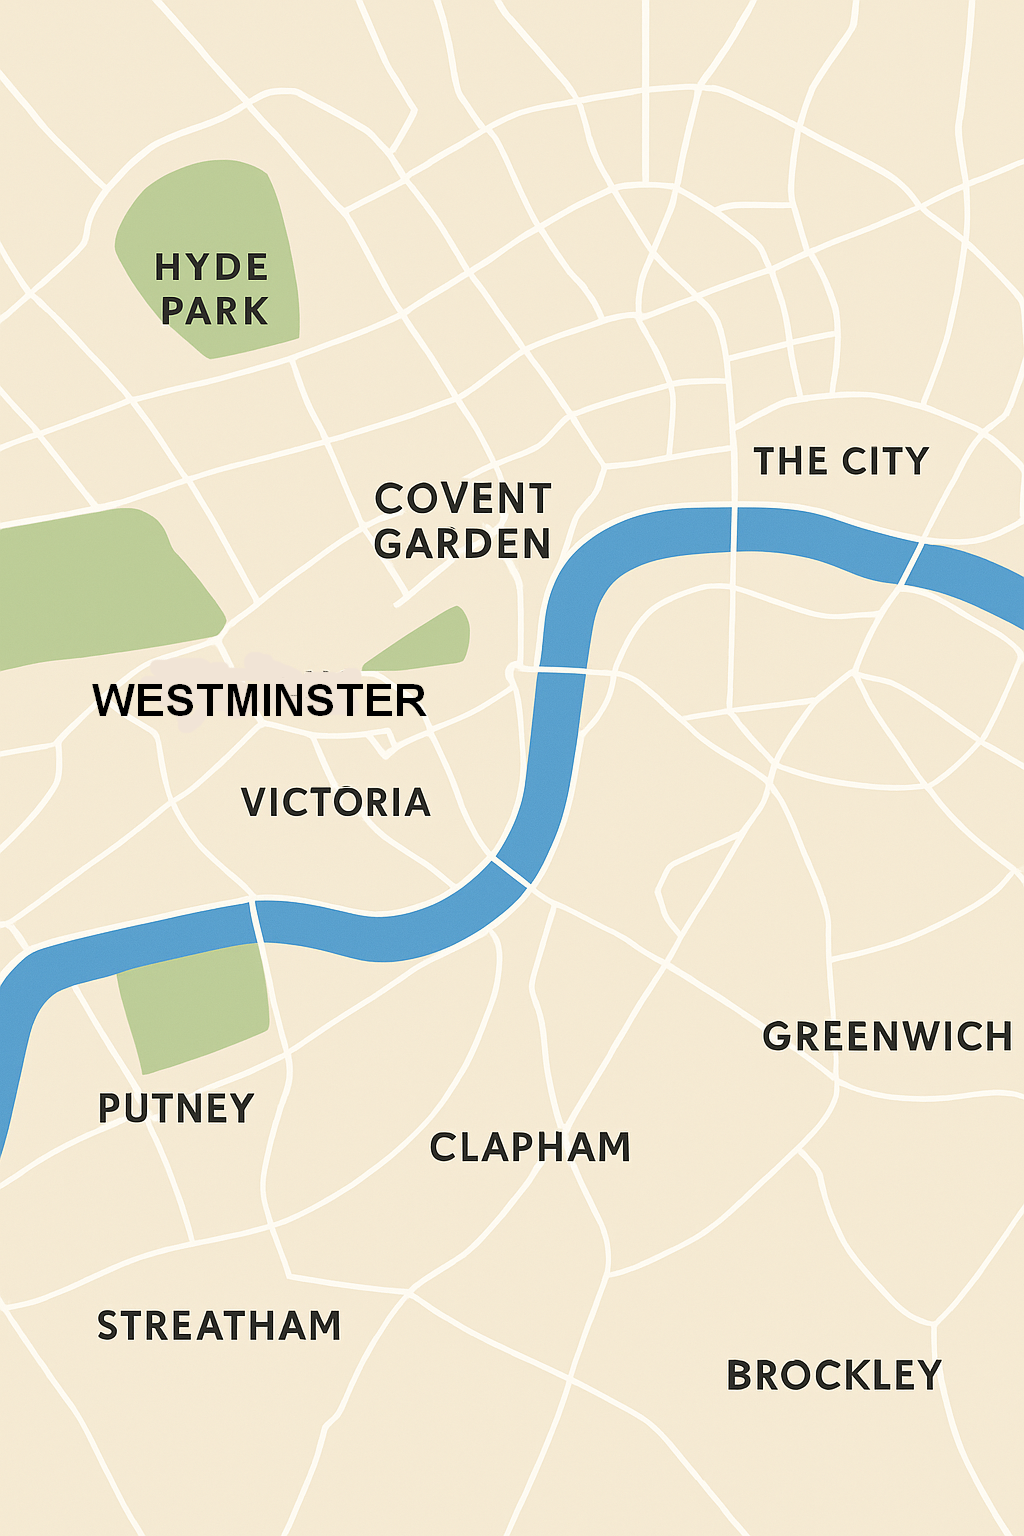 HYDE
PARK
THE CITY
COVENT
GARDEN
WESTMINSTER
VICTORIA
GREENWICH
PUTNEY
CLAPHAM
STREATHAM
BROCKLEY